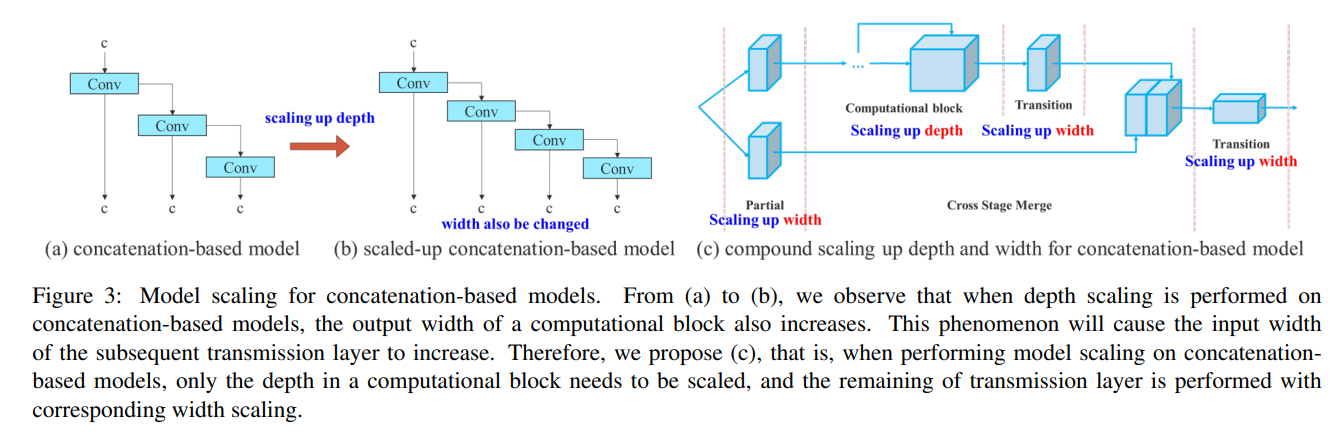 c
Conv
Conv
Conv
c c c
scaling up depth
c
Conv
Conv
Conv
Conv
c c c c
width also be changed
...
Computational block
Scaling up depth
Transition
Scaling up width
Partial
Scaling up width
Cross Stage Merge
Transition
Scaling up width
(a) concatenation-based model
(b) scaled-up concatenation-based model
(c) compound scaling up depth and width for concatenation-based model
Figure 3: Model scaling for concatenation-based models. From (a) to (b), we observe that when depth scaling is performed on
concatenation-based models, the output width of a computational block also increases. This phenomenon will cause the input width
of the subsequent transmission layer to increase. Therefore, we propose (c), that is, when performing model scaling on concatenation-
based models, only the depth in a computational block needs to be scaled, and the remaining of transmission layer is performed with
corresponding width scaling.